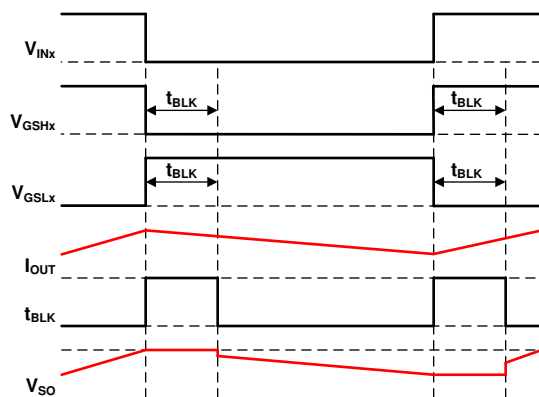 V_INx
t_BLK t_BLK
V_GSHx
t_BLK t_BLK
V_GSLx
I_OUT
t_BLK
V_SO